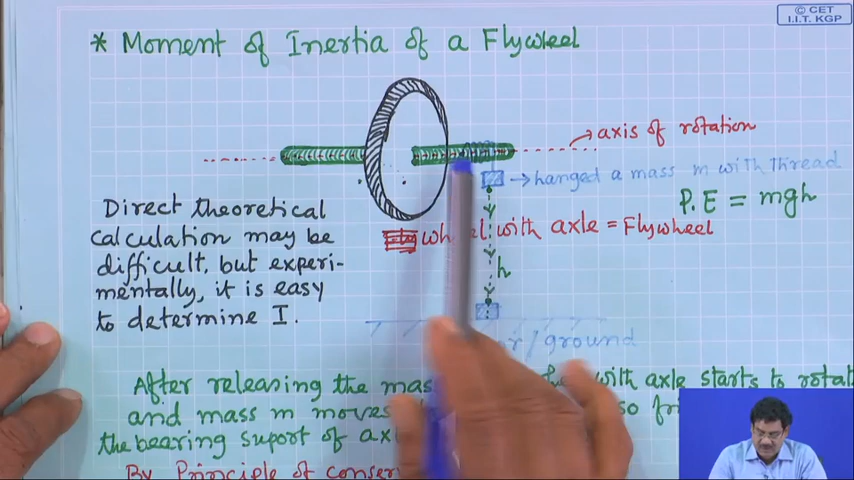 © CET
I.I.T. KGP
* Moment of Inertia of a Flywheel
axis of rotation
hanged a mass m with thread
P.E = mgh
Direct theoretical
calculation may be
difficult, but experi-
mentally, it is easy
to determine I.
wheel with axle = Flywheel
h
/ground
After releasing the mass with axle starts to rotat
and mass m moves
the bearing suport of ax
By Principle of conser